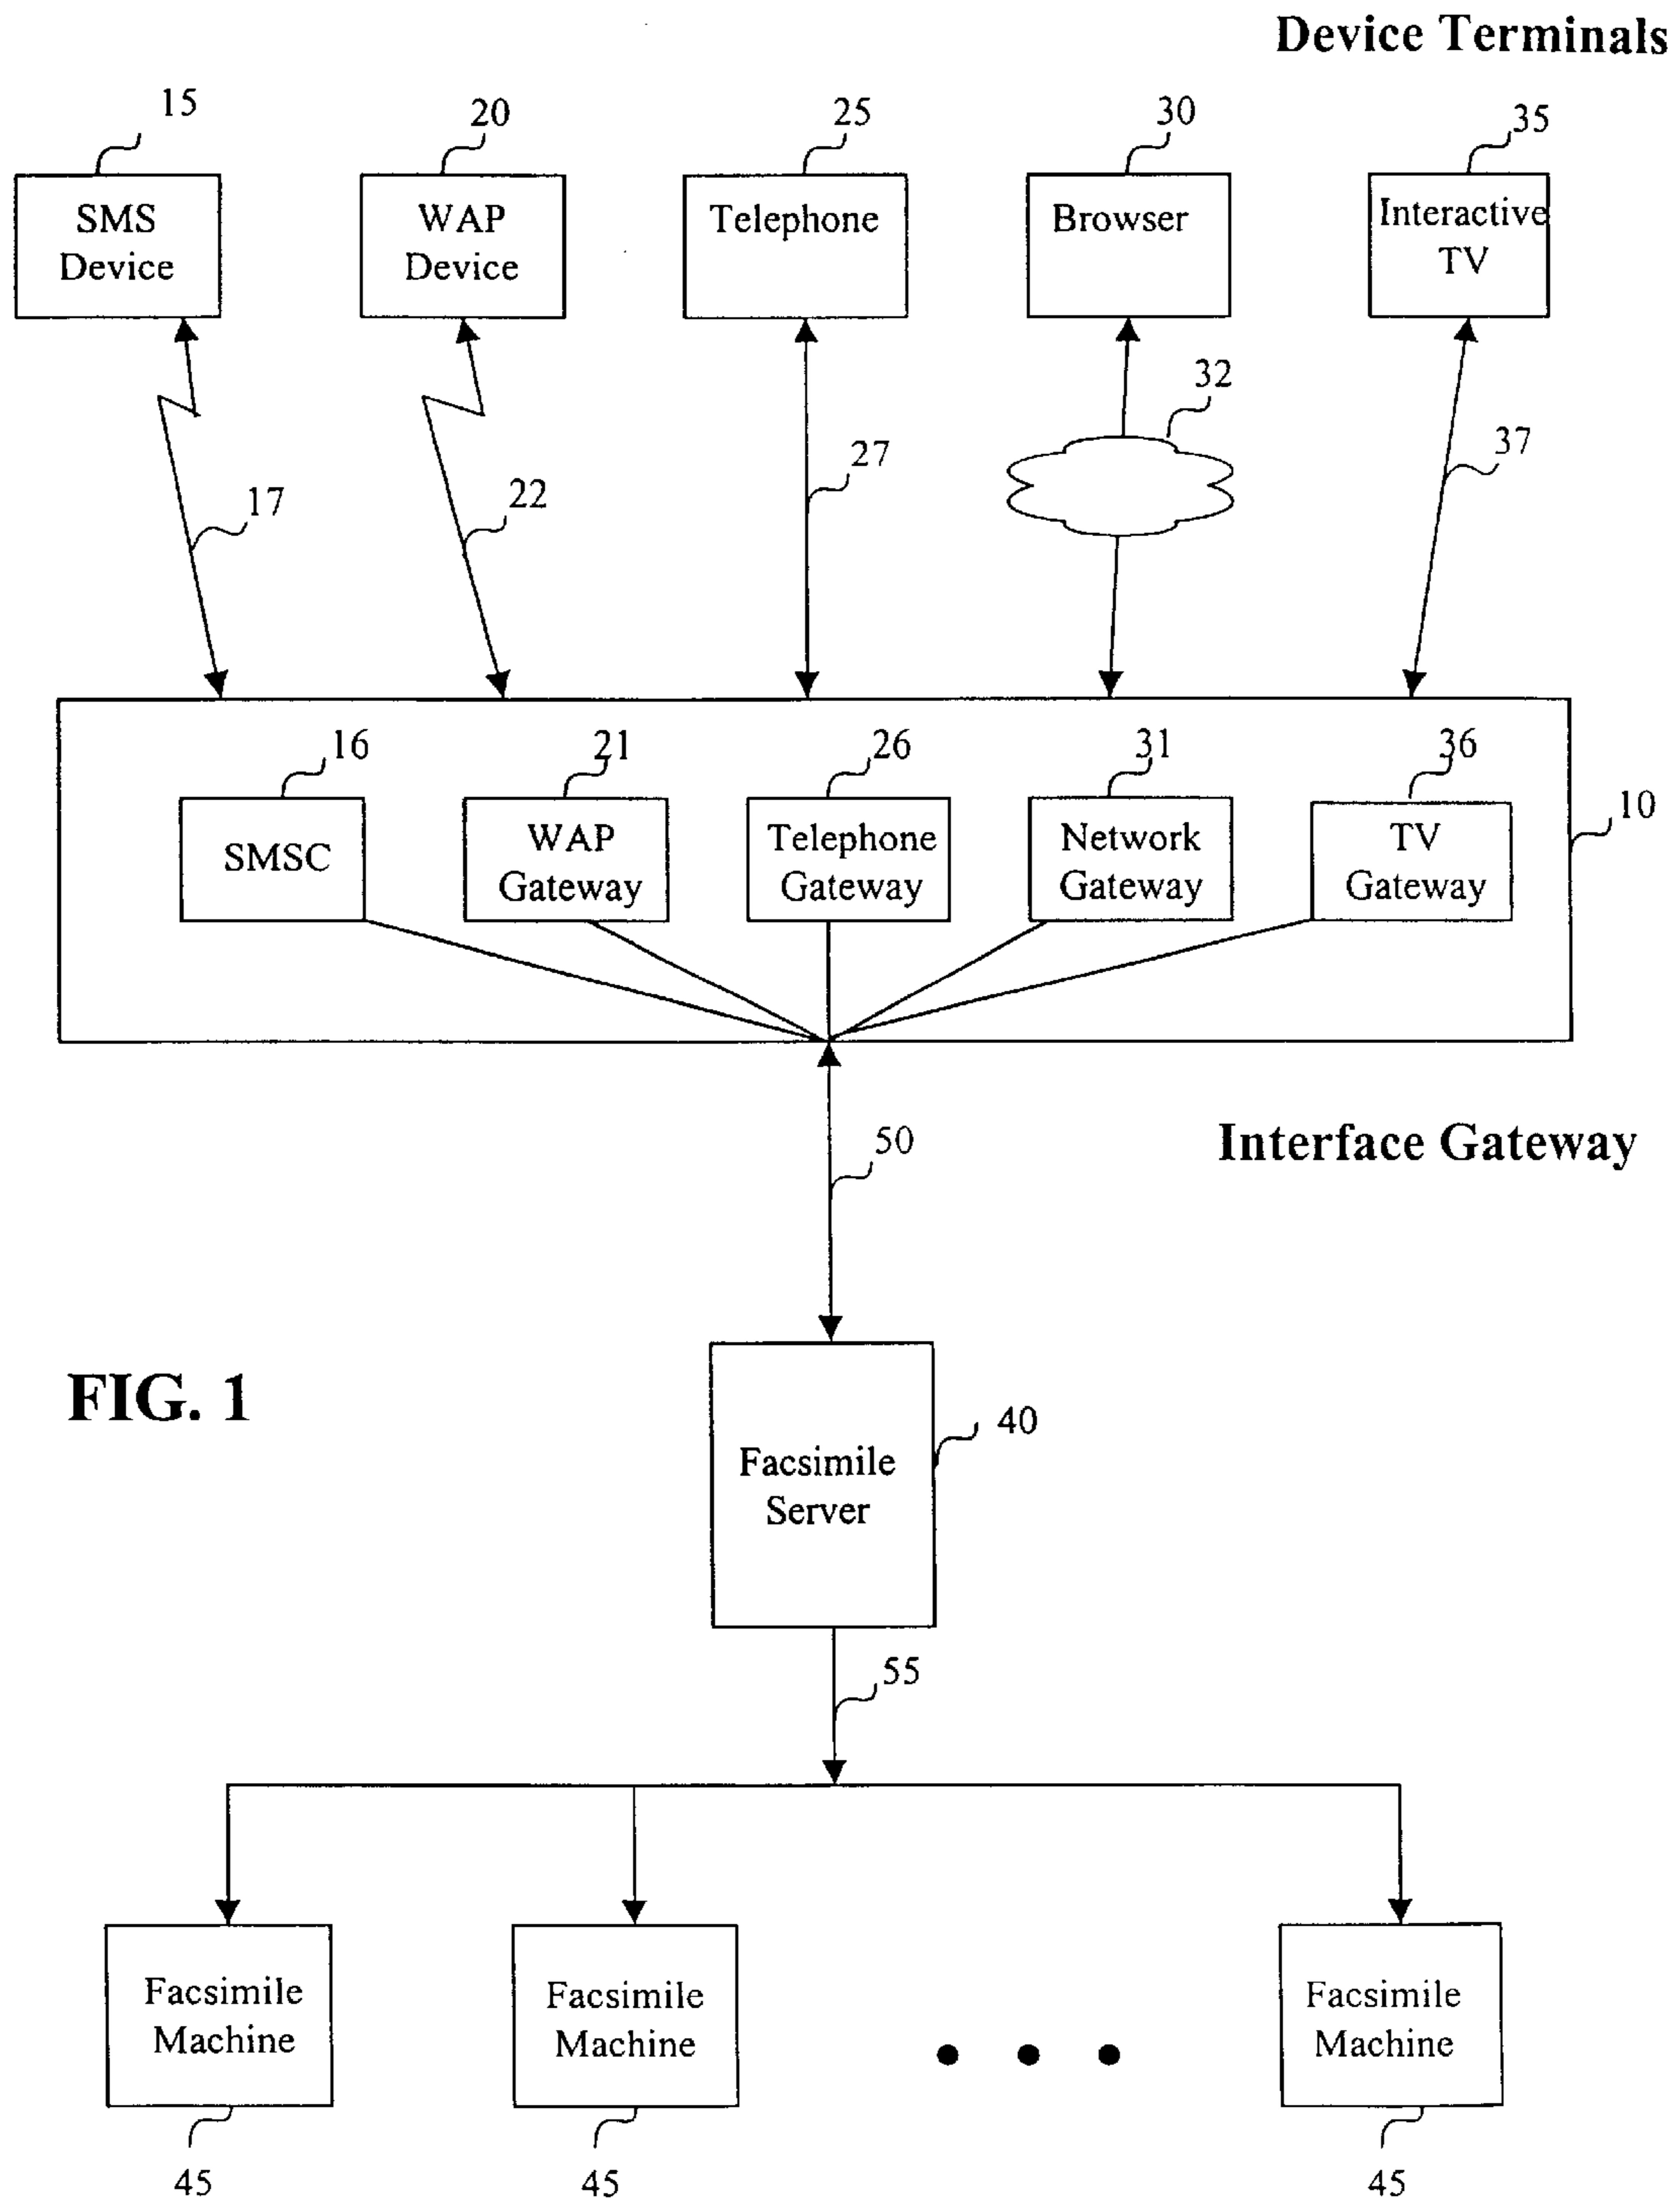 Device Terminals
15
20
25
30
35
SMS
Device
WAP
Device
Telephone
Browser
Interactive
TV
32
17
22
27
37
16
21
26
31
36
10
SMSC
WAP
Gateway
Telephone
Gateway
Network
Gateway
TV
Gateway
50
Interface Gateway
FIG. 1
40
Facsimile
Server
55
Facsimile
Machine
Facsimile
Machine
Facsimile
Machine
45
45
45